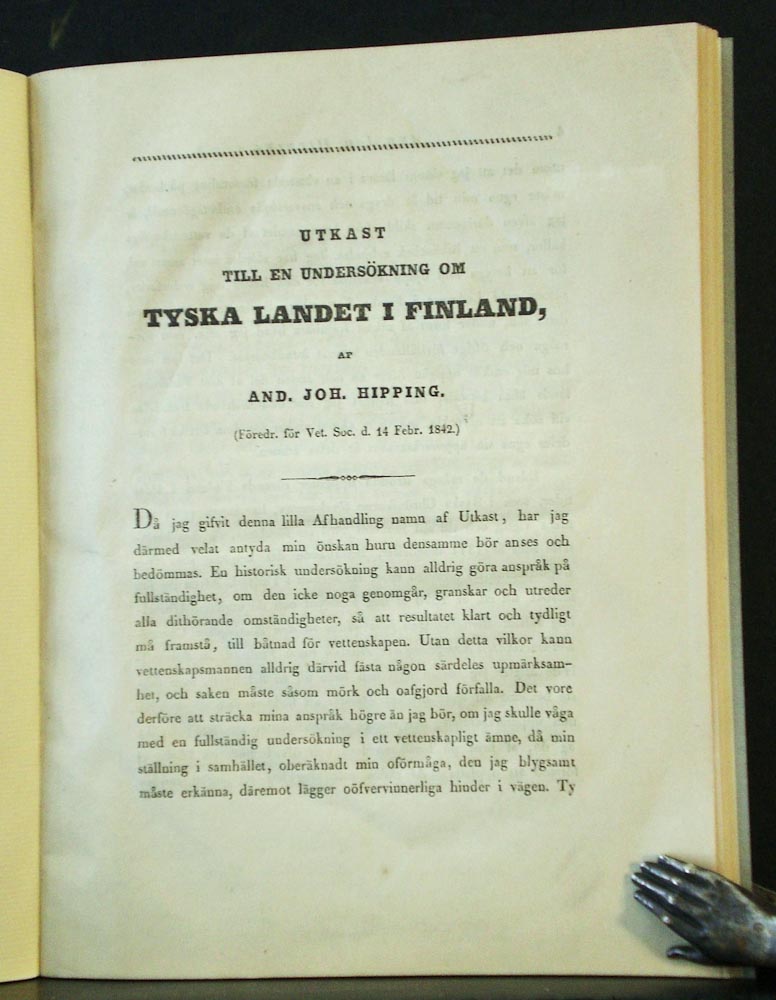 UTKAST
TILL EN UNDERSÖKNING OM
TYSKA LANDET I FINLAND,
AF
AND. JOH. HIPPING.
(Föredr. för Vet. Soc. d. 14 Febr. 1842.)
Då jag gifvit denna lilla Afhandling namn af Utkast, har jag
därmed velat antyda min önskan huru densamme bör anses och
bedömmas. En historisk undersökning kann alldrig göra anspråk på
fullständighet, om den icke noga genomgår, granskar och utreder
alla dithörande omständigheter, så att resultatet klart och tydligt
må framstå, till båtnad för vettenskapen. Utan detta vilkor kann
vettenskapsmannen alldrig därvid fästa någon särdeles upmärksam-
het, och saken måste såsom mörk och oafgjord förfalla. Det vore
derföre att sträcka mina anspråk högre än jag bör, om jag skulle våga
med en fullständig undersökning i ett vettenskapligt ämne, då min
ställning i samhället, oberäknadt min oförmåga, den jag blygsamt
måste erkänna, däremot lägger oöfvervinnerliga hinder i vägen. Ty